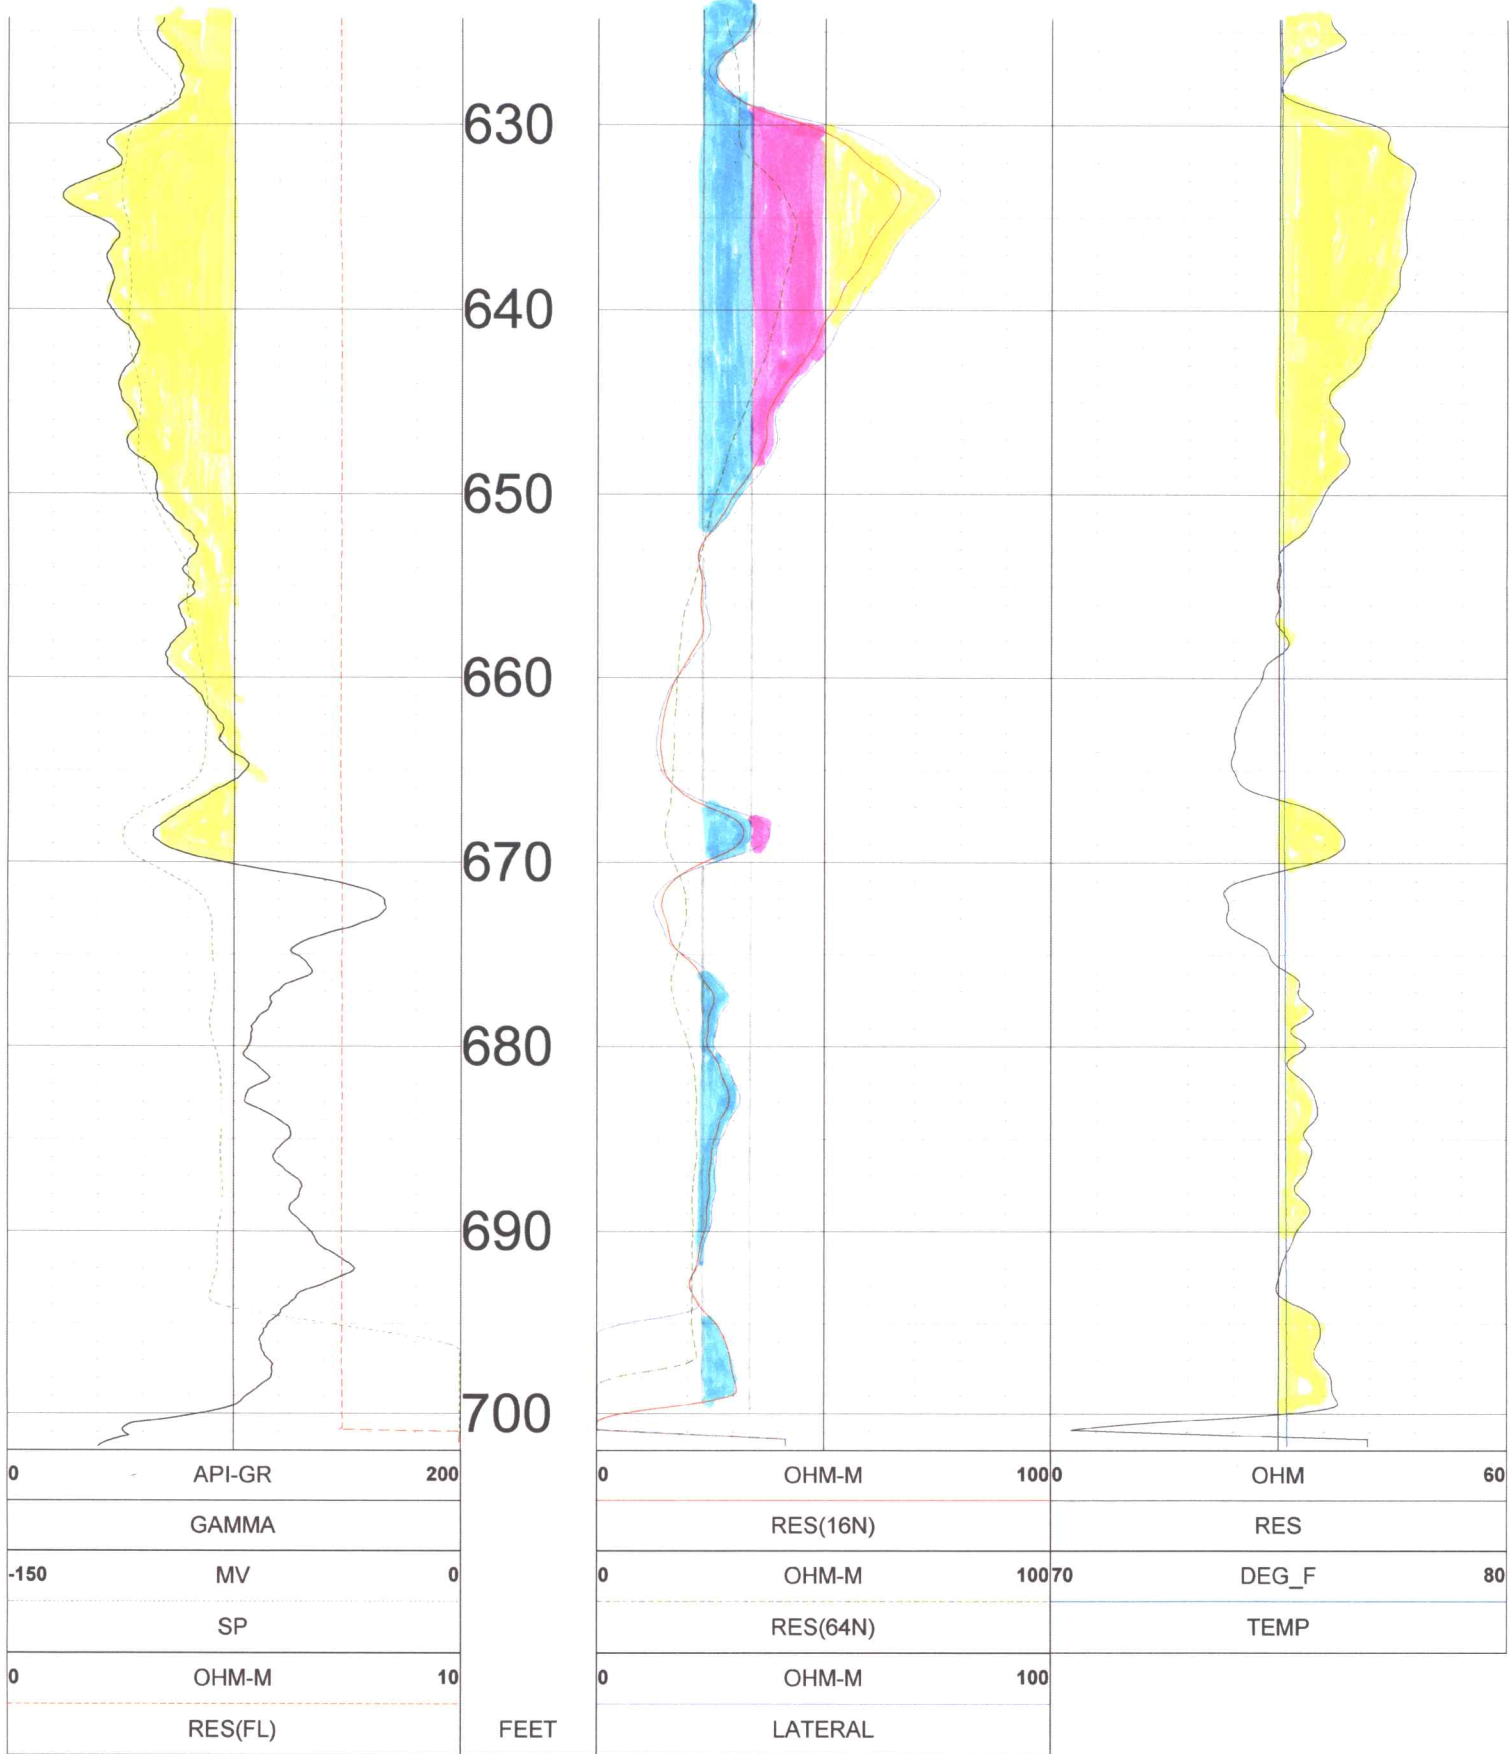 630
640
650
660
670
680
690
700
0 API-GR 200 0 OHM-M 100 0 OHM 60
GAMMA RES(16N) RES
-150 MV 0 0 OHM-M 100 70 DEG_F 80
SP RES(64N) TEMP
0 OHM-M 10 0 OHM-M 100
RES(FL) FEET LATERAL